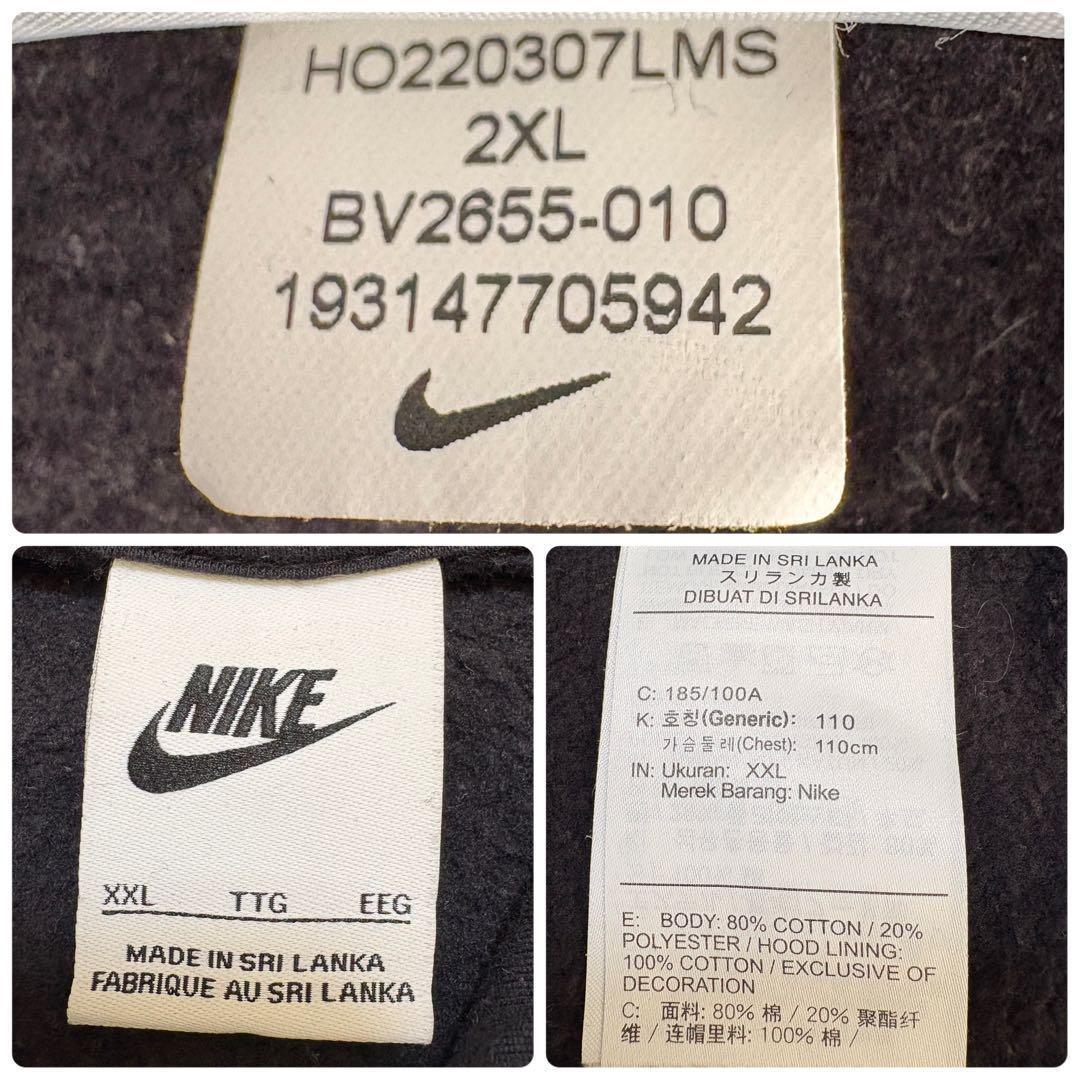 HO220307LMS
2XL
BV2655-010
193147705942
NIKE
XXL TTG EEG
MADE IN SRI LANKA
FABRIQUE AU SRI LANKA
MADE IN SRI LANKA
スリランカ製
DIBUAT DI SRILANKA
C: 185/100A
K: 호칭(Generic): 110
가슴둘레(Chest): 110cm
IN: Ukuran: XXL
Merek Barang: Nike
E: BODY: 80% COTTON / 20%
POLYESTER / HOOD LINING:
100% COTTON / EXCLUSIVE OF
DECORATION
C: 面料: 80% 棉 / 20% 聚酯纤
维 / 连帽里料: 100% 棉 /